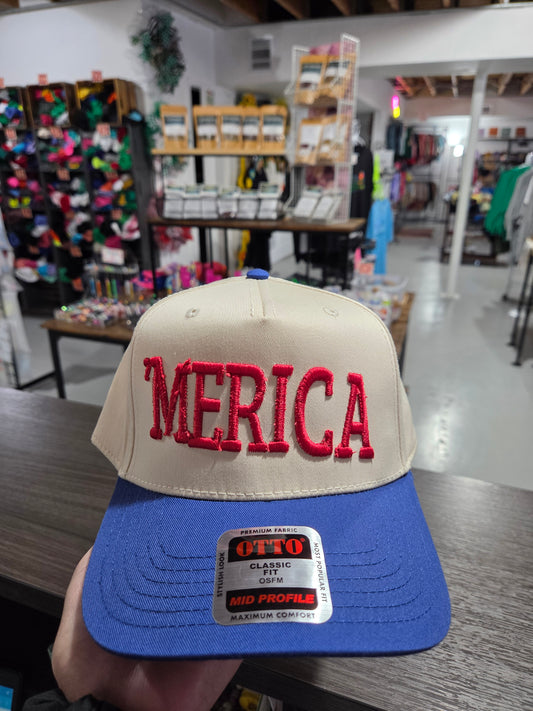 'MERICA
PREMIUM FABRIC
STYLISH LOOK
OTTO
CLASSIC
FIT
OSFM
MID PROFILE
MOST POPULAR FIT
MAXIMUM COMFORT